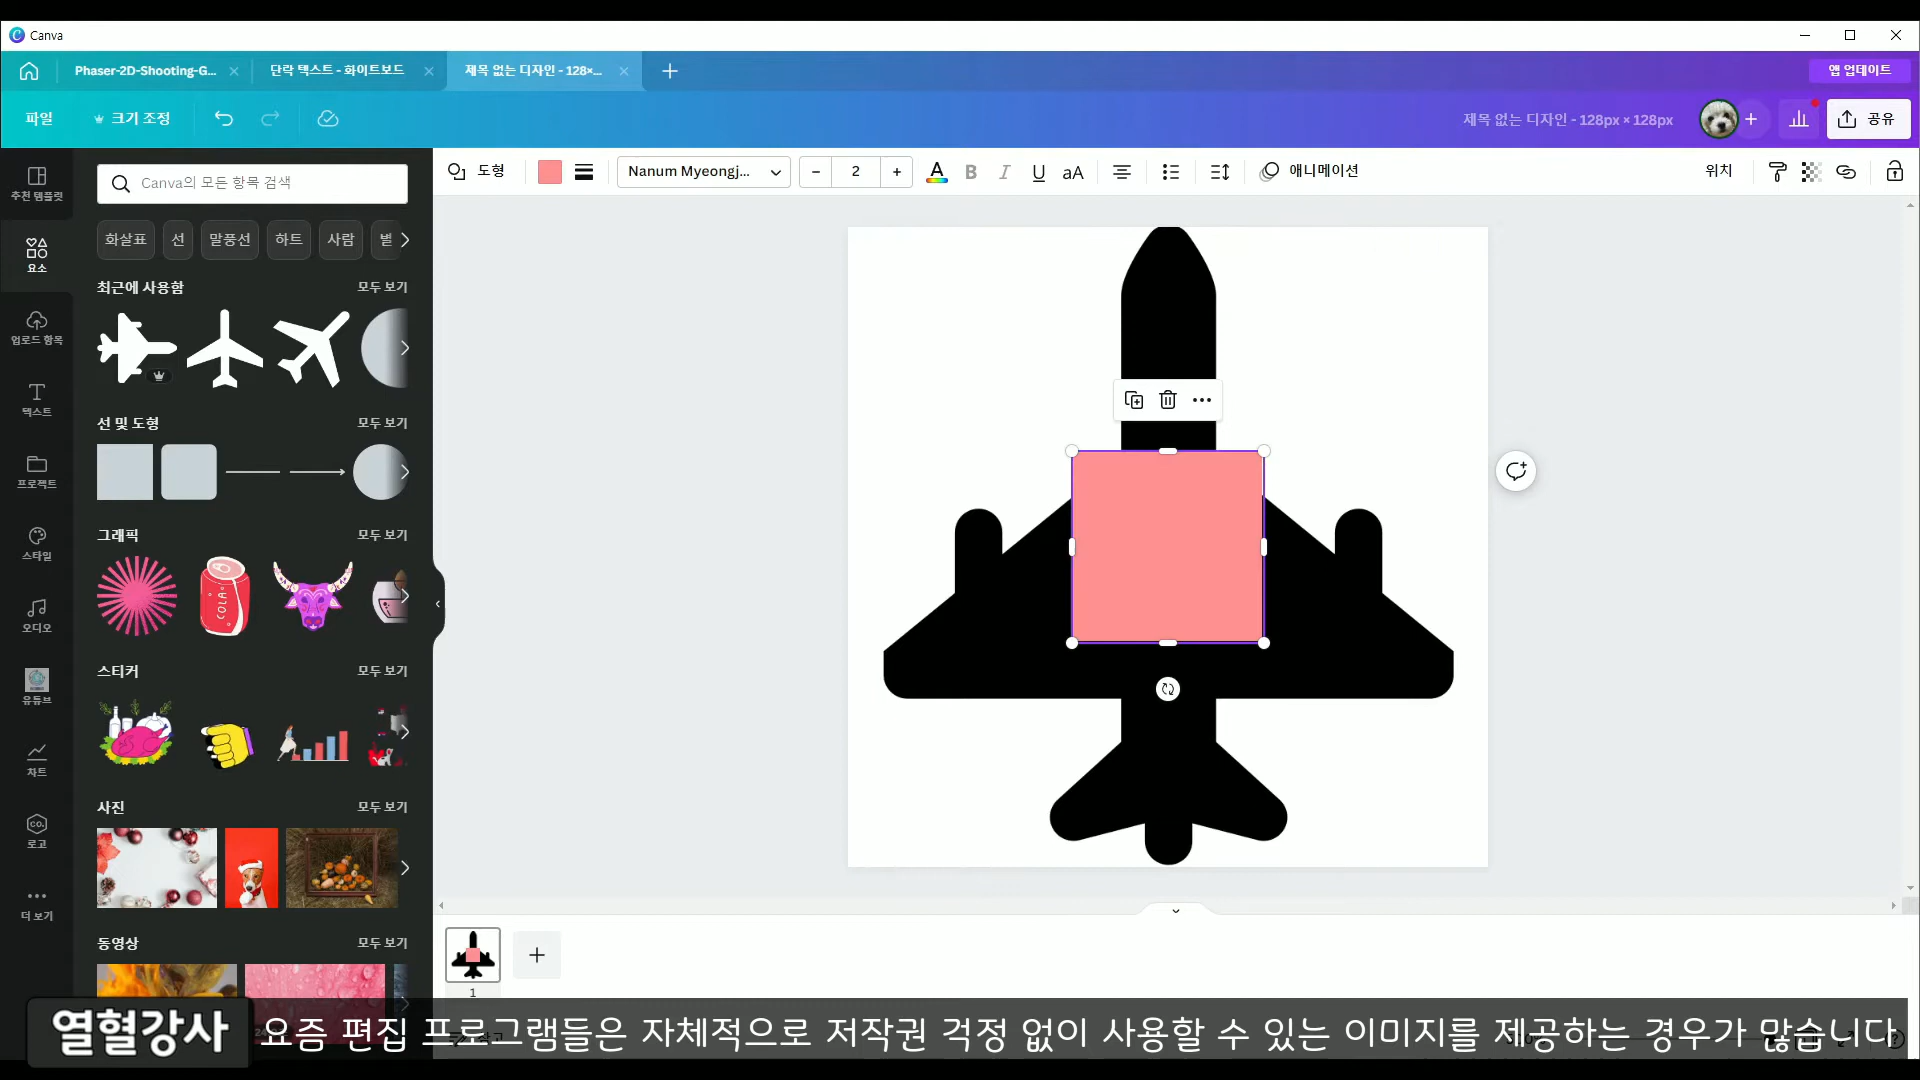 Canva
Phaser-2D-Shooting-G...
단락 텍스트 - 화이트보드
제목 없는 디자인 - 128×...
앱 업데이트
파일
크기 조정
제목 없는 디자인 - 128px × 128px
공유
도형
Nanum Myeongj...
2
A
B
I
U
aA
애니메이션
위치
Canva의 모든 항목 검색
추천 템플릿
요소
업로드 항목
텍스트
프로젝트
스타일
오디오
유튜브
차트
CO.
로고
더 보기
화살표
선
말풍선
하트
사람
별
최근에 사용함
모두 보기
선 및 도형
모두 보기
그래픽
모두 보기
COLA
스티커
모두 보기
사진
모두 보기
동영상
모두 보기
1
열혈강사
요즘 편집 프로그램들은 자체적으로 저작권 걱정 없이 사용할 수 있는 이미지를 제공하는 경우가 많습니다